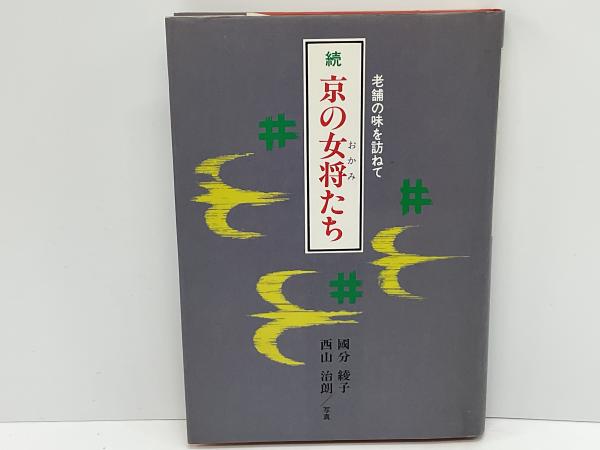 老舗の味を訪ねて
続
京の女将たち
おかみ
國分 綾子
西山 治朗/写真